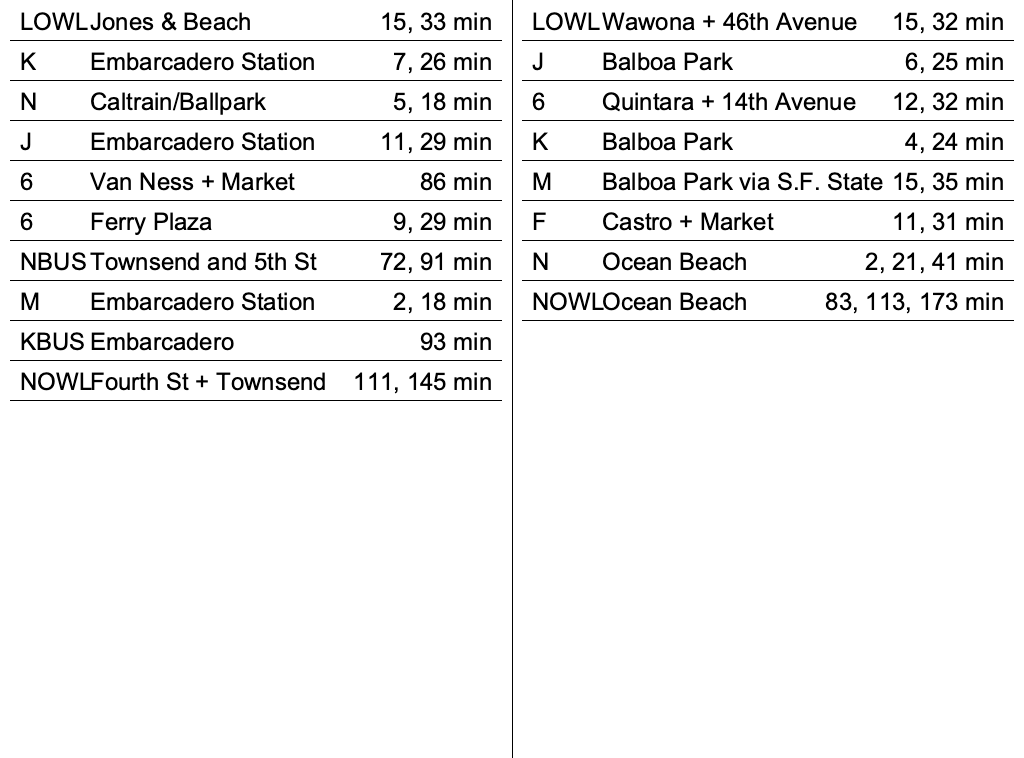 LOWL Jones & Beach 15, 33 min
K Embarcadero Station 7, 26 min
N Caltrain/Ballpark 5, 18 min
J Embarcadero Station 11, 29 min
6 Van Ness + Market 86 min
6 Ferry Plaza 9, 29 min
NBUS Townsend and 5th St 72, 91 min
M Embarcadero Station 2, 18 min
KBUS Embarcadero 93 min
NOWL Fourth St + Townsend 111, 145 min
LOWL Wawona + 46th Avenue 15, 32 min
J Balboa Park 6, 25 min
6 Quintara + 14th Avenue 12, 32 min
K Balboa Park 4, 24 min
M Balboa Park via S.F. State 15, 35 min
F Castro + Market 11, 31 min
N Ocean Beach 2, 21, 41 min
NOWL Ocean Beach 83, 113, 173 min